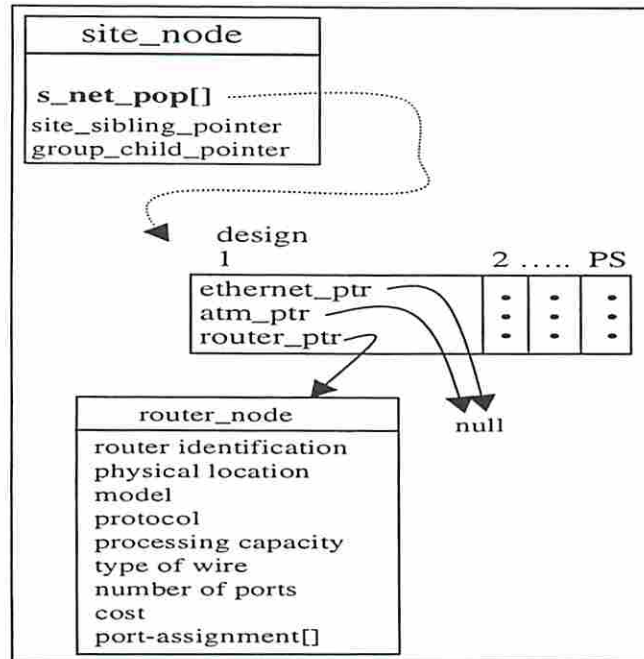 site_node
s_net_pop[]
site_sibling_pointer
group_child_pointer
design
1 2 ..... PS
ethernet_ptr
atm_ptr
router_ptr
null
router_node
router identification
physical location
model
protocol
processing capacity
type of wire
number of ports
cost
port-assignment[]